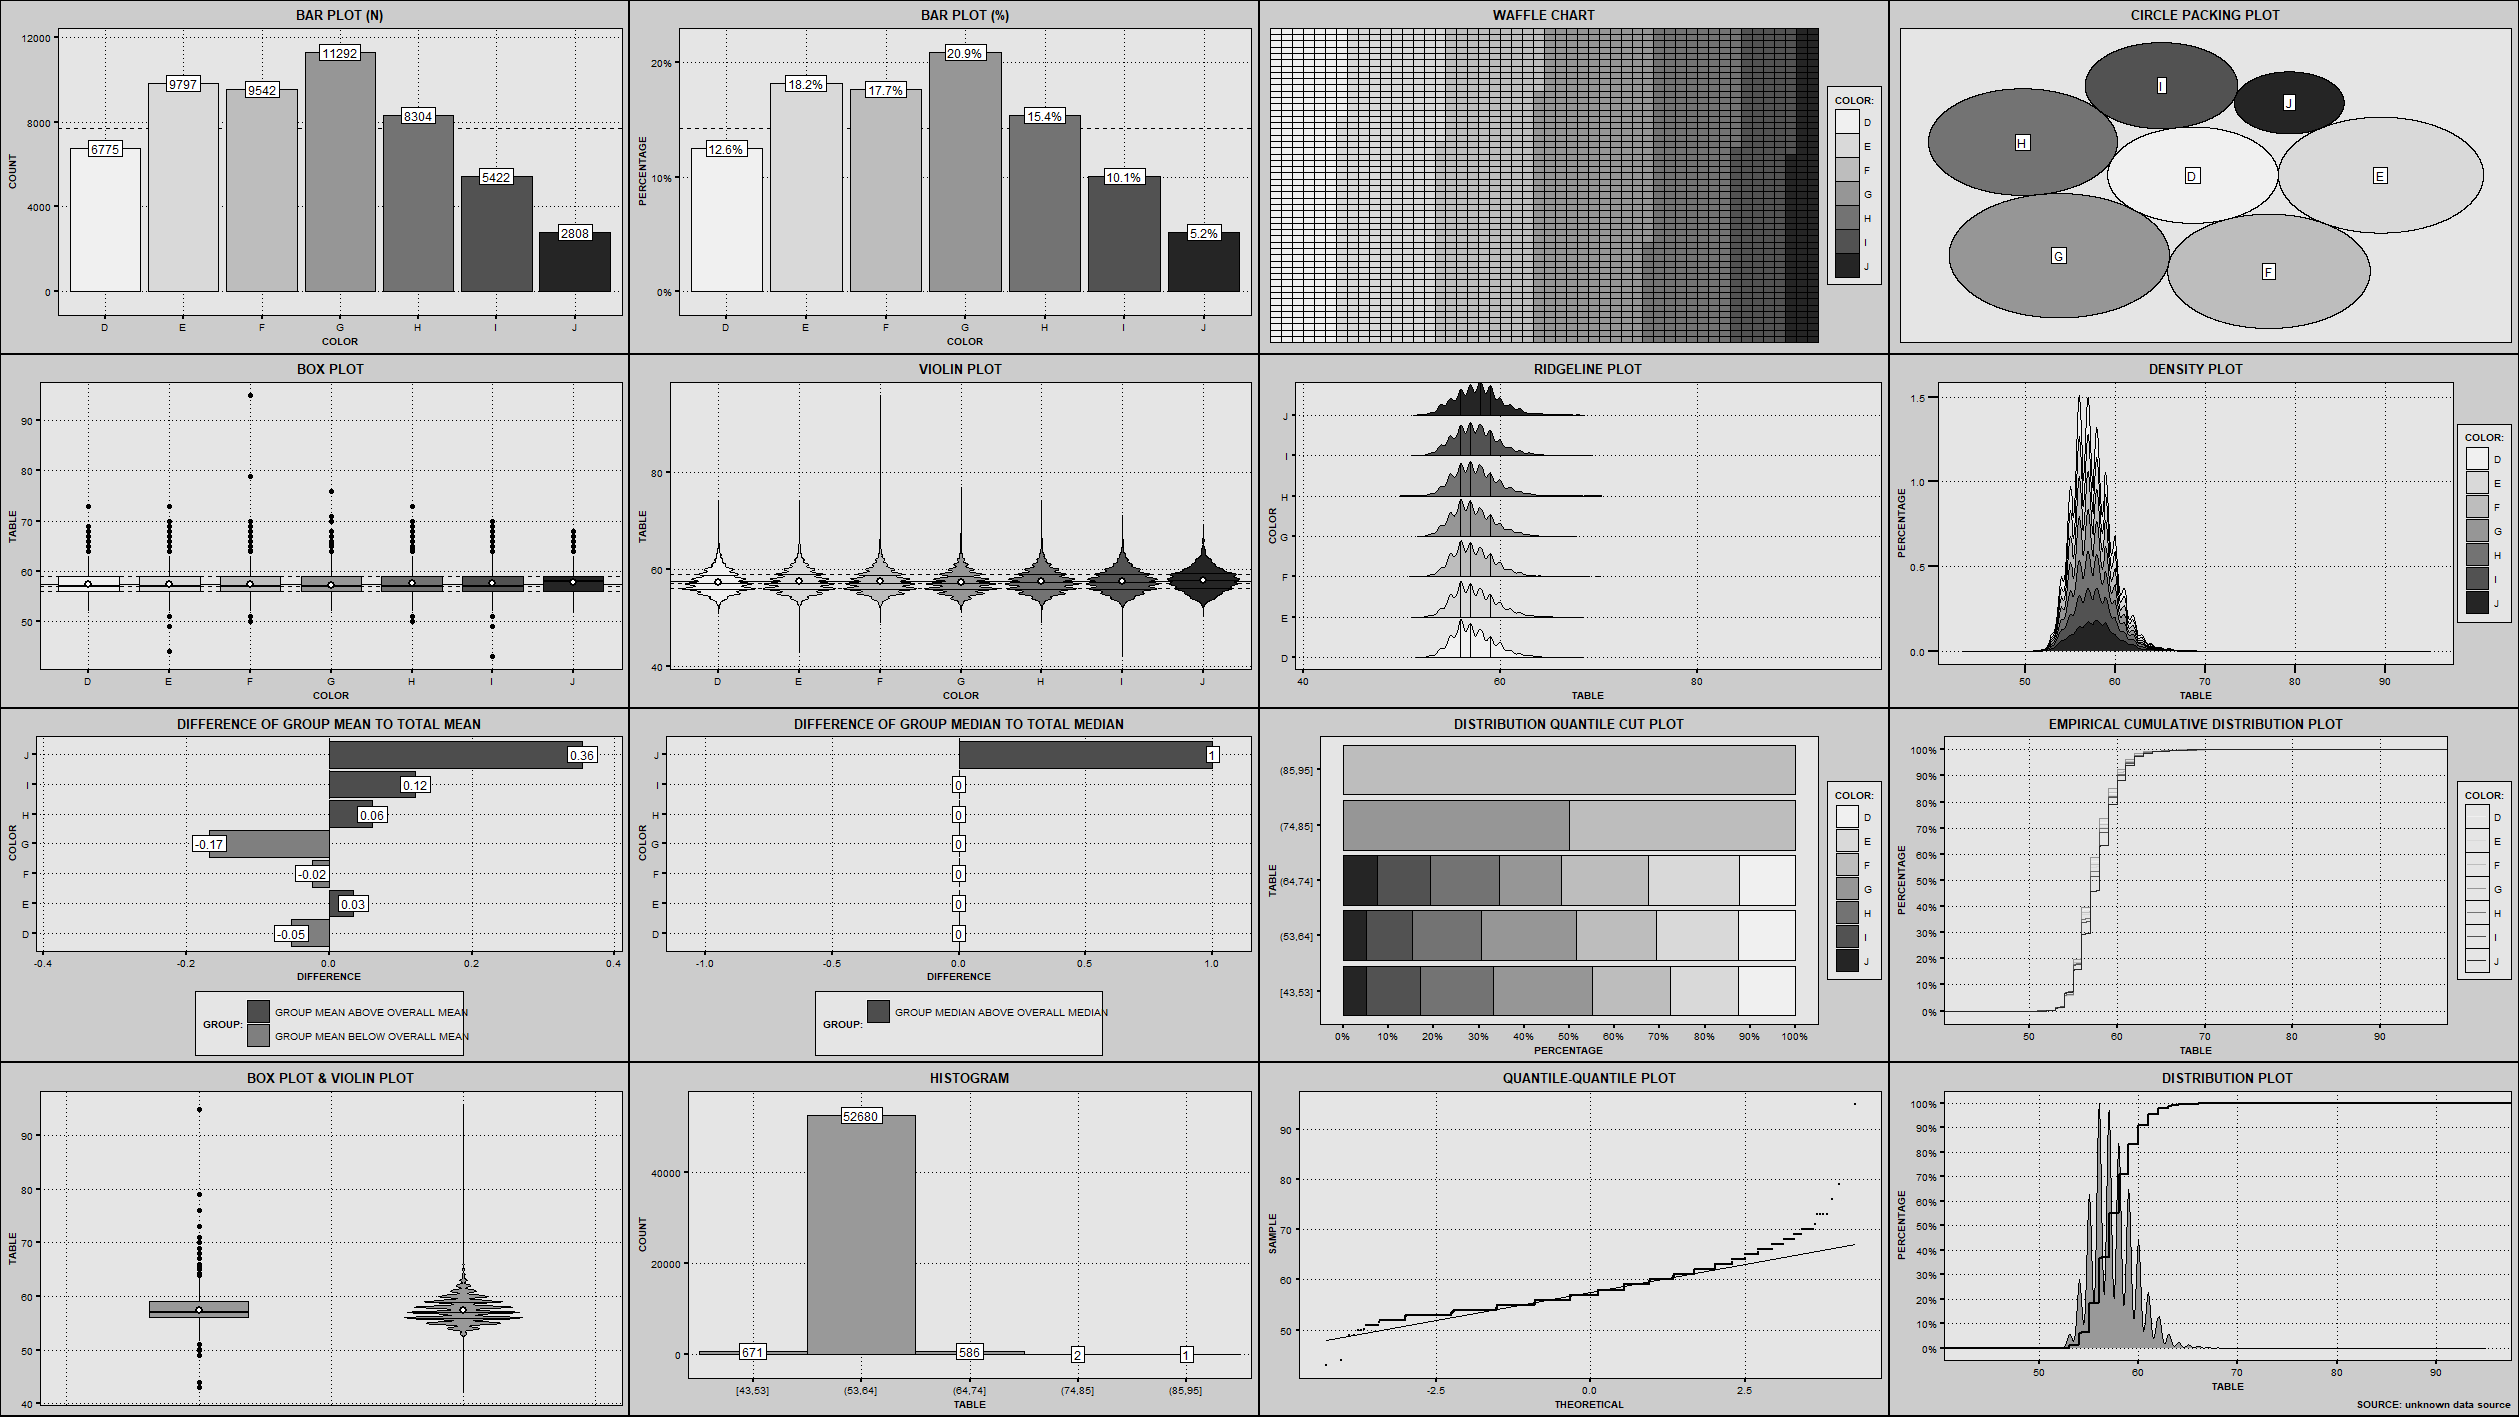 BAR PLOT (N)
12000
8000
4000
0
COUNT
6775
9797
9542
11292
8304
5422
2808
D E F G H I J
COLOR
BAR PLOT (%)
20%
10%
0%
PERCENTAGE
12.6%
18.2%
17.7%
20.9%
15.4%
10.1%
5.2%
D E F G H I J
COLOR
WAFFLE CHART
COLOR:
D
E
F
G
H
I
J
CIRCLE PACKING PLOT
I
J
H
D
E
G
F
BOX PLOT
90
80
70
60
50
TABLE
D E F G H I J
COLOR
VIOLIN PLOT
80
60
40
TABLE
D E F G H I J
COLOR
RIDGELINE PLOT
J
I
H
G
F
E
D
COLOR
40 60 80
TABLE
DENSITY PLOT
1.5
1.0
0.5
0.0
PERCENTAGE
50 60 70 80 90
TABLE
COLOR:
D
E
F
G
H
I
J
DIFFERENCE OF GROUP MEAN TO TOTAL MEAN
J
I
H
G
F
E
D
COLOR
0.36
0.12
0.06
-0.17
-0.02
0.03
-0.05
-0.4 -0.2 0.0 0.2 0.4
DIFFERENCE
GROUP:
GROUP MEAN ABOVE OVERALL MEAN
GROUP MEAN BELOW OVERALL MEAN
DIFFERENCE OF GROUP MEDIAN TO TOTAL MEDIAN
J
I
H
G
F
E
D
COLOR
1
0
0
0
0
0
0
-1.0 -0.5 0.0 0.5 1.0
DIFFERENCE
GROUP:
GROUP MEDIAN ABOVE OVERALL MEDIAN
DISTRIBUTION QUANTILE CUT PLOT
(85,95]
(74,85]
(64,74]
(53,64]
[43,53]
TABLE
0% 10% 20% 30% 40% 50% 60% 70% 80% 90% 100%
PERCENTAGE
COLOR:
D
E
F
G
H
I
J
EMPIRICAL CUMULATIVE DISTRIBUTION PLOT
100%
90%
80%
70%
60%
50%
40%
30%
20%
10%
0%
PERCENTAGE
50 60 70 80 90
TABLE
COLOR:
D
E
F
G
H
I
J
BOX PLOT & VIOLIN PLOT
90
80
70
60
50
40
TABLE
HISTOGRAM
40000
20000
0
COUNT
671
52680
586
2
1
[43,53] (53,64] (64,74] (74,85] (85,95]
TABLE
QUANTILE-QUANTILE PLOT
90
80
70
60
50
SAMPLE
-2.5 0.0 2.5
THEORETICAL
DISTRIBUTION PLOT
100%
90%
80%
70%
60%
50%
40%
30%
20%
10%
0%
PERCENTAGE
50 60 70 80 90
TABLE
SOURCE: unknown data source